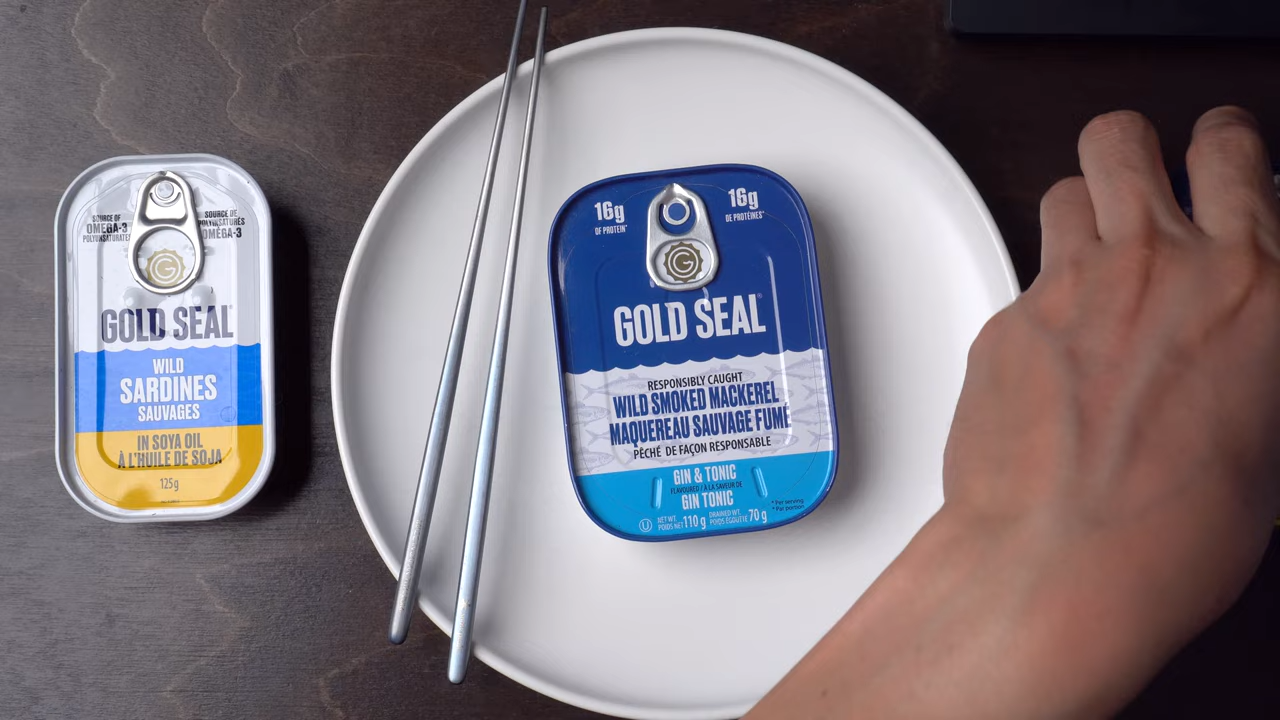 SOURCE OF
OMEGA-3
POLYUNSATURATES
SOURCE DE
POLYINSATURÉS
OMÉGA-3
G
GOLD SEAL
WILD
SARDINES
SAUVAGES
IN SOYA OIL
À L'HUILE DE SOJA
125g
16g
OF PROTEIN*
16g
DE PROTÉINES*
G
GOLD SEAL®
RESPONSIBLY CAUGHT
WILD SMOKED MACKEREL
MAQUEREAU SAUVAGE FUMÉ
PÊCHÉ DE FAÇON RESPONSABLE
GIN & TONIC
FLAVOURED / À LA SAVEUR DE
GIN TONIC
* Per serving
* Par portion
U
NET WT.
POIDS NET 110 g
DRAINED WT.
POIDS ÉGOUTTÉ 70 g